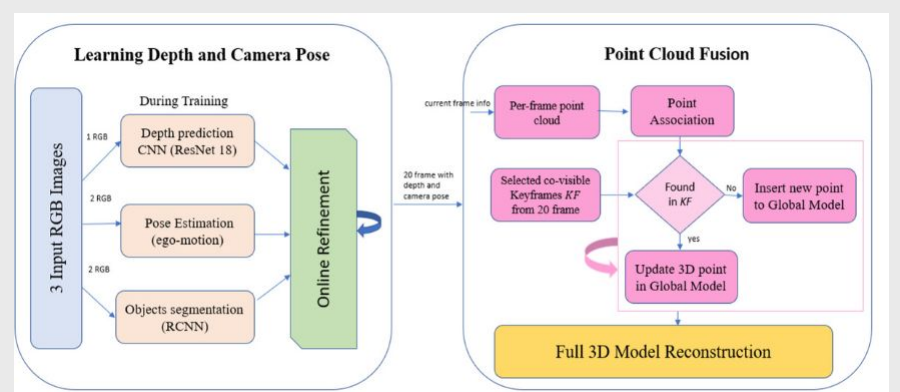 Learning Depth and Camera Pose
During Training
3 Input RGB Images
1 RGB
Depth prediction
CNN (ResNet 18)
2 RGB
Pose Estimation
(ego-motion)
2 RGB
Objects segmentation
(RCNN)
Online Refinement
20 frame with
depth and
camera pose
Point Cloud Fusion
current frame info
Per-frame point
cloud
Point
Association
Selected co-visible
Keyframes KF
from 20 frame
Found
in KF
No
Insert new point
to Global Model
yes
Update 3D point
in Global Model
Full 3D Model Reconstruction